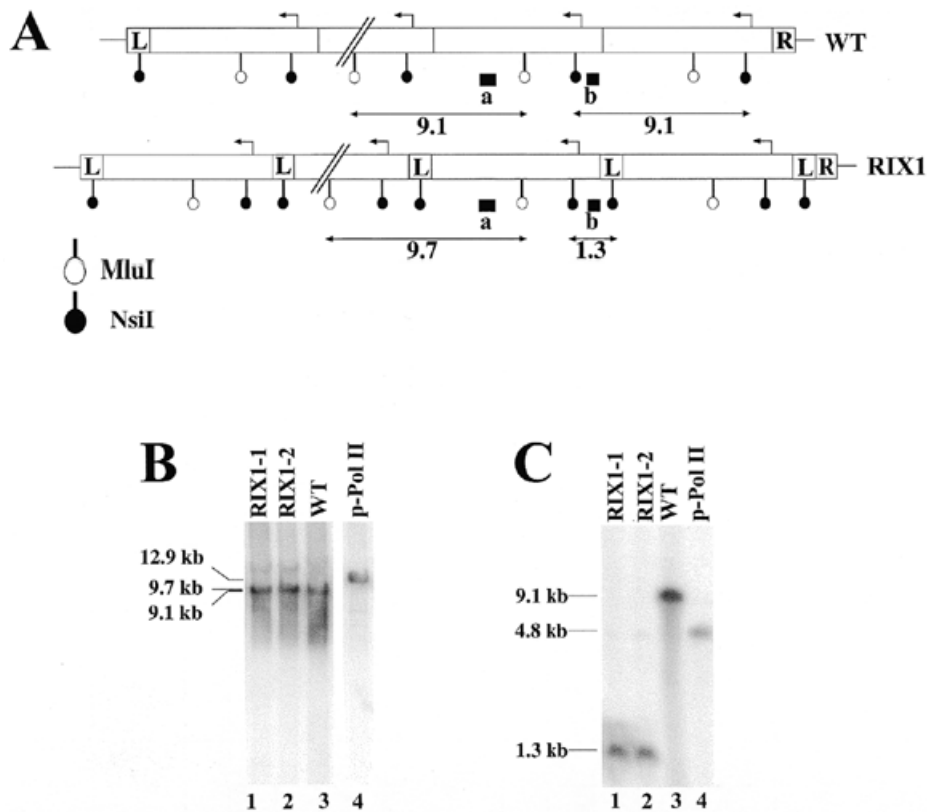 A
L
R
WT
a
b
9.1
9.1
L
L
L
L
L
R
RIX1
a
b
9.7
1.3
MluI
NsiI
B
RIX1-1
RIX1-2
WT
p-Pol II
12.9 kb
9.7 kb
9.1 kb
1 2 3 4
C
RIX1-1
RIX1-2
WT
p-Pol II
9.1 kb
4.8 kb
1.3 kb
1 2 3 4